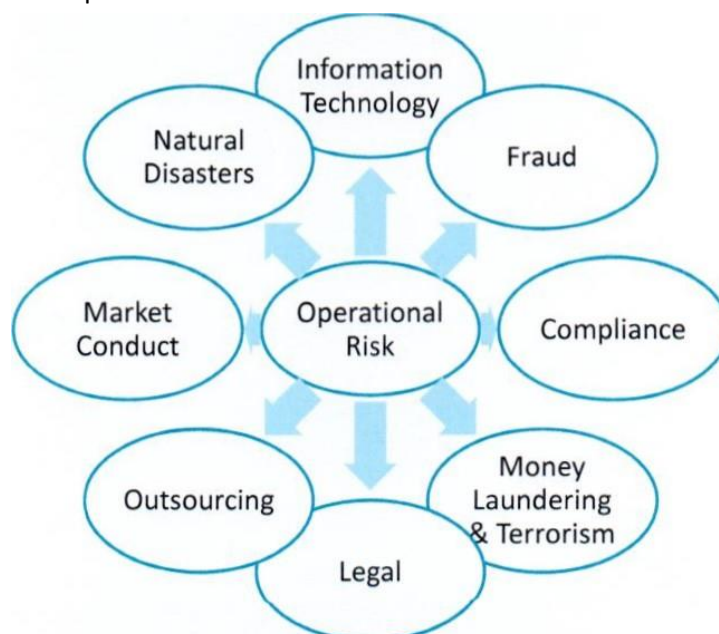 Information
Technology
Natural
Disasters
Fraud
Market
Conduct
Operational
Risk
Compliance
Outsourcing
Money
Laundering
& Terrorism
Legal